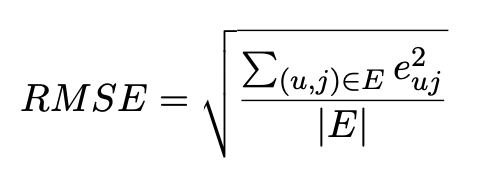 $RMSE = \sqrt{\frac{\sum_{(u,j) \in E} e_{uj}^2}{|E|}}$